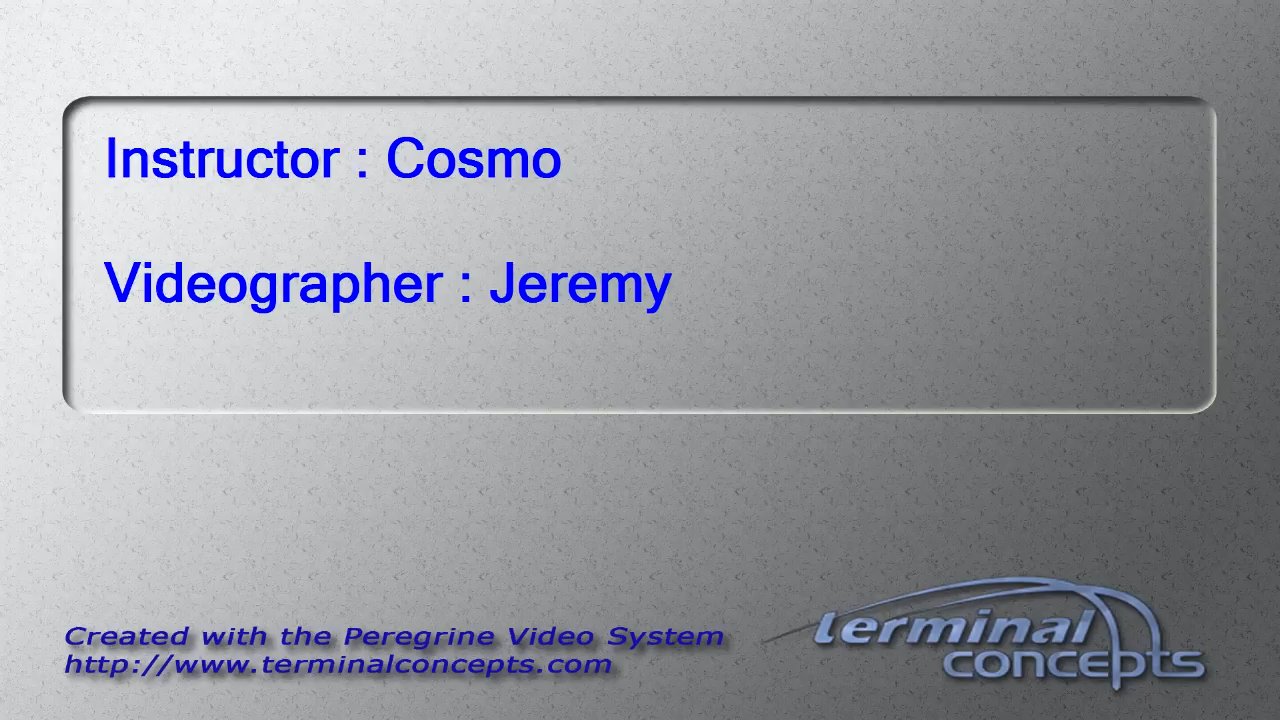 Instructor : Cosmo
Videographer : Jeremy
Created with the Peregrine Video System
http://www.terminalconcepts.com
terminal
concepts